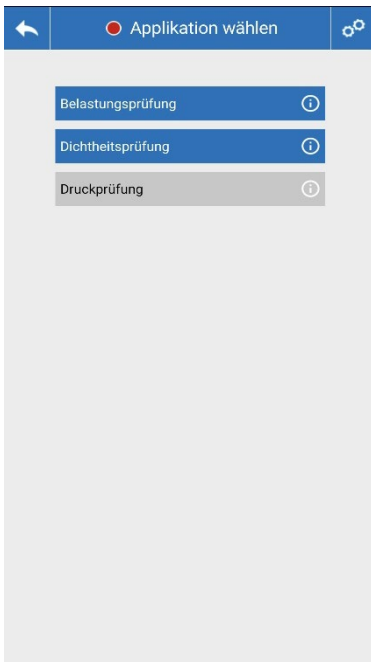 Applikation wählen
Belastungsprüfung
Dichtheitsprüfung
Druckprüfung